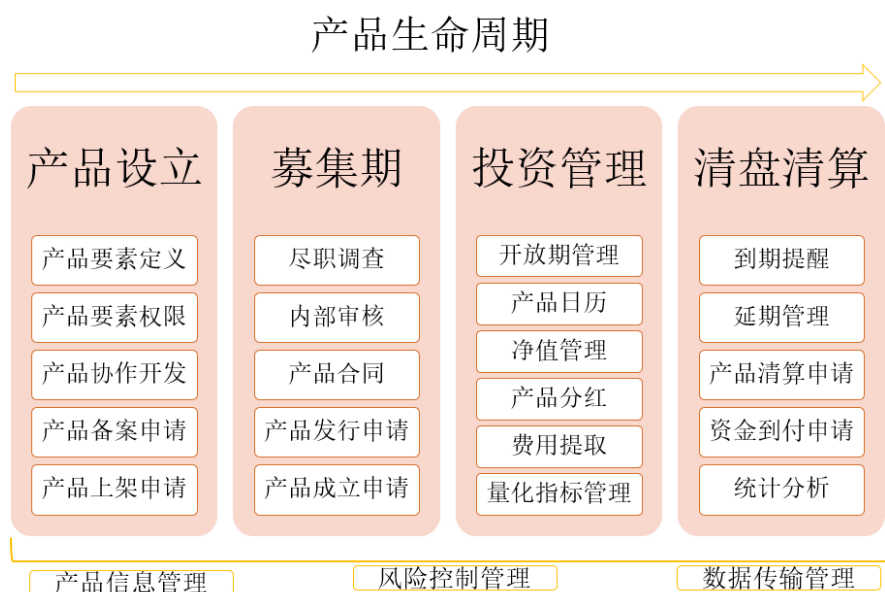 产品生命周期
产品设立
产品要素定义
产品要素权限
产品协作开发
产品备案申请
产品上架申请
募集期
尽职调查
内部审核
产品合同
产品发行申请
产品成立申请
投资管理
开放期管理
产品日历
净值管理
产品分红
费用提取
量化指标管理
清盘清算
到期提醒
延期管理
产品清算申请
资金到付申请
统计分析
产品信息管理
风险控制管理
数据传输管理